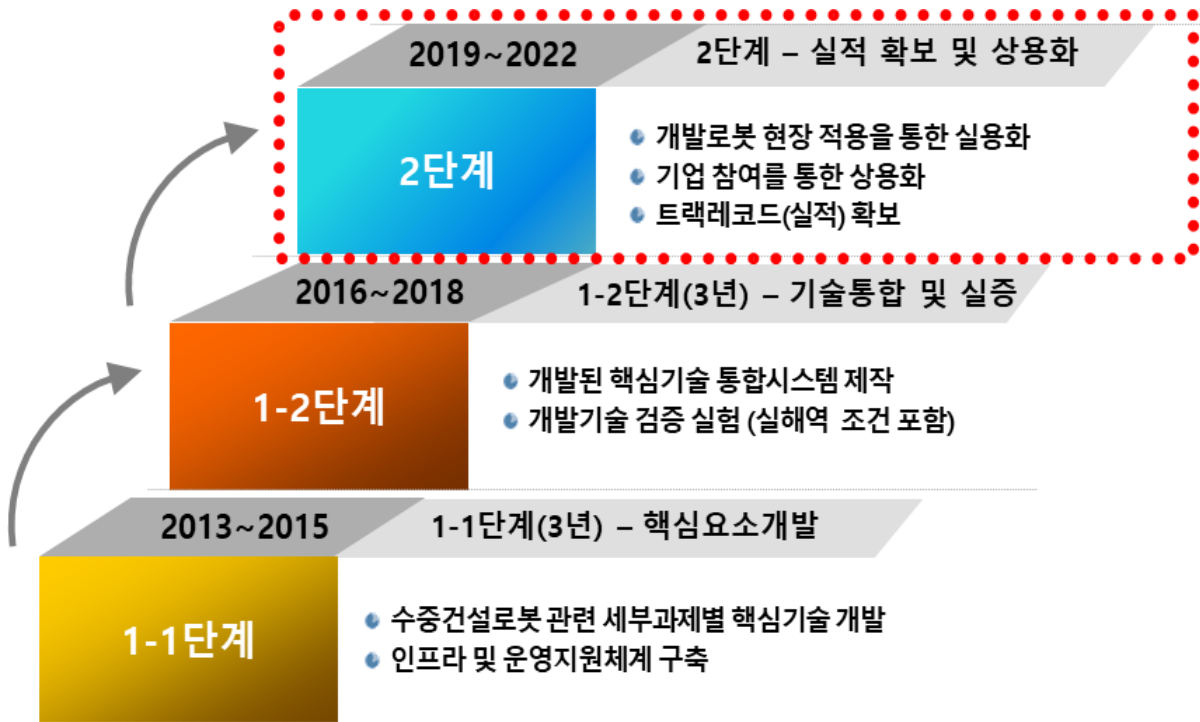 2019~2022
2단계 – 실적 확보 및 상용화
2단계
개발로봇 현장 적용을 통한 실용화
기업 참여를 통한 상용화
트랙레코드(실적) 확보
2016~2018
1-2단계(3년) – 기술통합 및 실증
1-2단계
개발된 핵심기술 통합시스템 제작
개발기술 검증 실험 (실해역 조건 포함)
2013~2015
1-1단계(3년) – 핵심요소개발
1-1단계
수중건설로봇 관련 세부과제별 핵심기술 개발
인프라 및 운영지원체계 구축